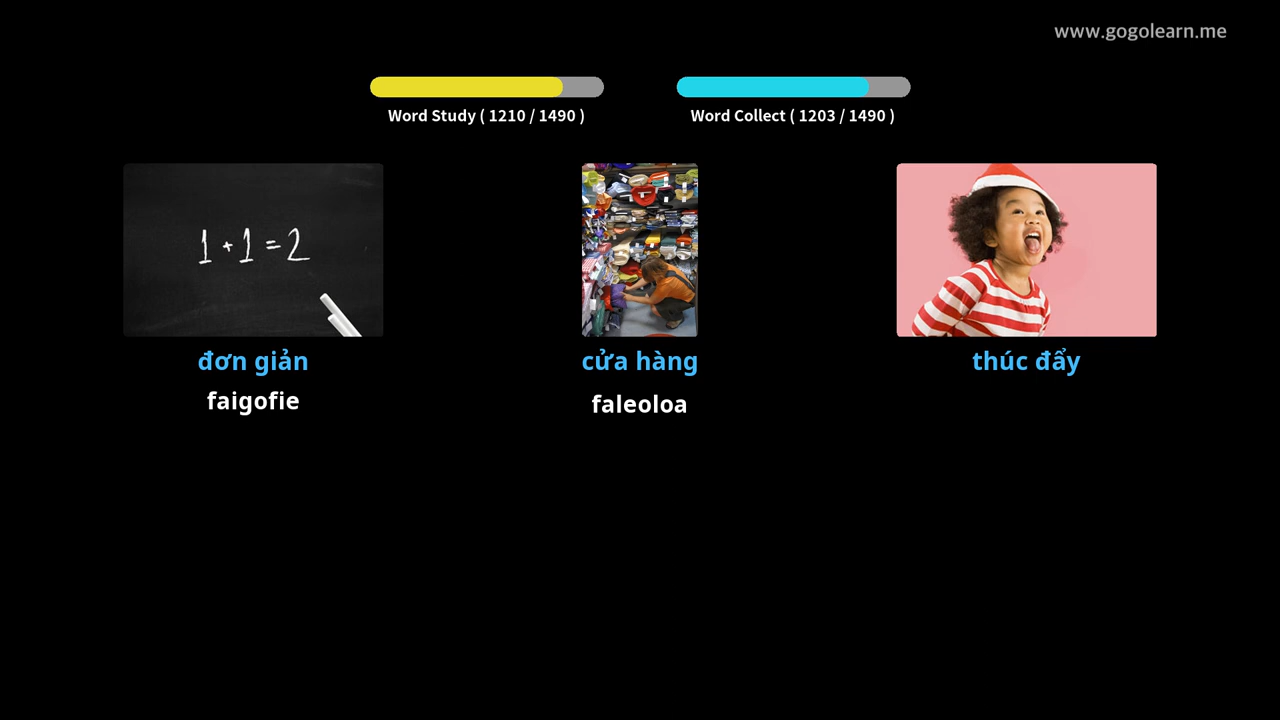 www.gogolearn.me
Word Study ( 1210 / 1490 )
Word Collect ( 1203 / 1490 )
1 + 1 = 2
đơn giản
cửa hàng
thúc đẩy
faigofie
faleoloa